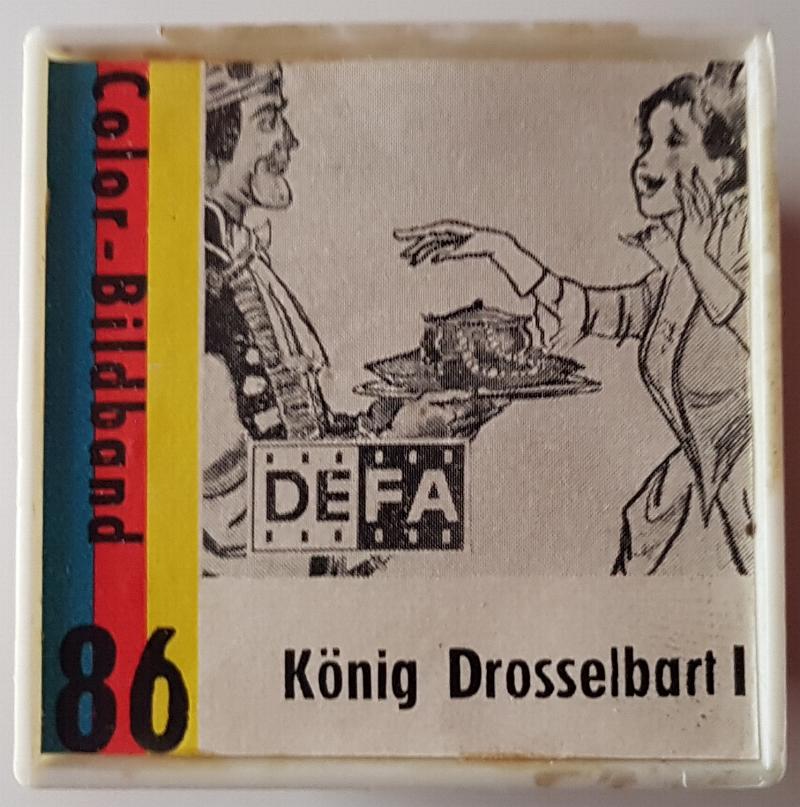 Color-Bildband
DEFA
86
König Drosselbart I